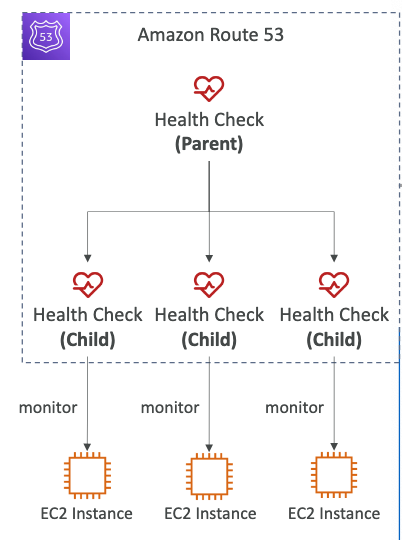 53
Amazon Route 53
Health Check
(Parent)
Health Check
(Child)
Health Check
(Child)
Health Check
(Child)
monitor
monitor
monitor
EC2 Instance
EC2 Instance
EC2 Instance